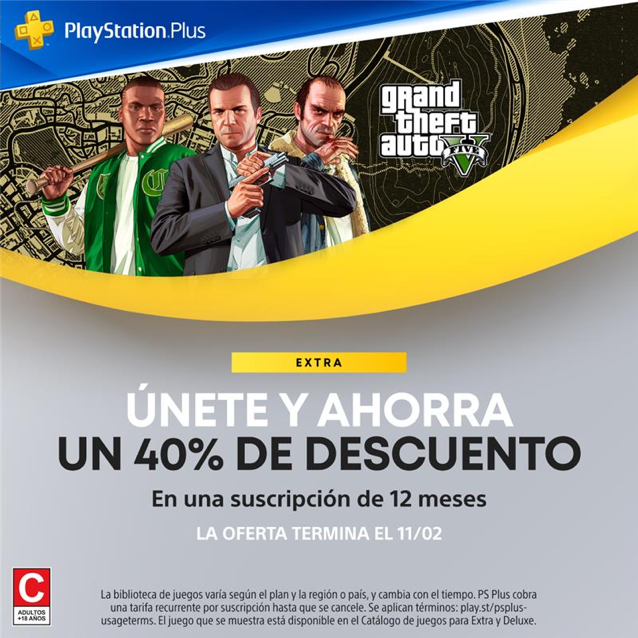 PlayStation.Plus
grand
theft
auto
FIVE
EXTRA
ÚNETE Y AHORRA
UN 40% DE DESCUENTO
En una suscripción de 12 meses
LA OFERTA TERMINA EL 11/02
C
ADULTOS
+18 AÑOS
La biblioteca de juegos varía según el plan y la región o país, y cambia con el tiempo. PS Plus cobra
una tarifa recurrente por suscripción hasta que se cancele. Se aplican términos: play.st/psplus-
usageterms. El juego que se muestra está disponible en el Catálogo de juegos para Extra y Deluxe.